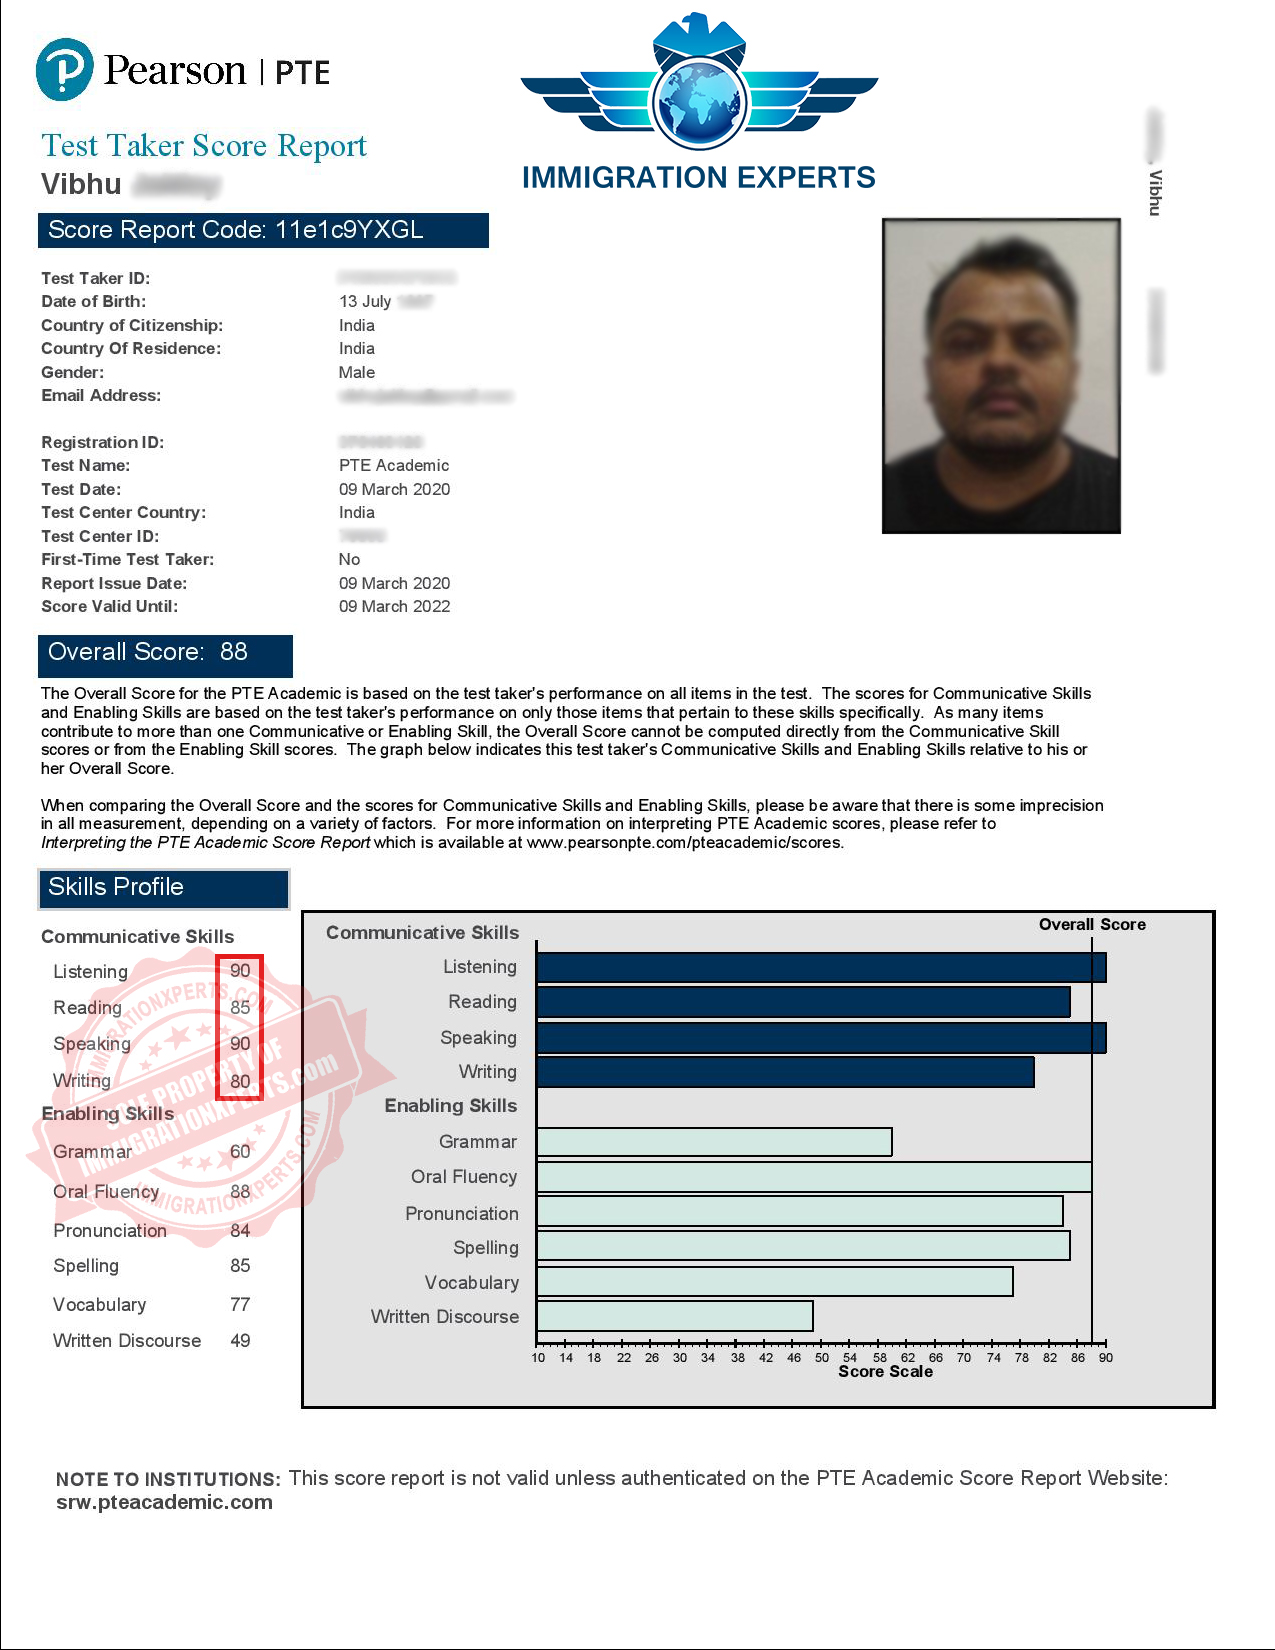 Pearson | PTE
IMMIGRATION EXPERTS
Test Taker Score Report
Vibhu
, Vibhu
Score Report Code: 11e1c9YXGL
Test Taker ID:
Date of Birth: 13 July
Country of Citizenship: India
Country Of Residence: India
Gender: Male
Email Address:
Registration ID:
Test Name: PTE Academic
Test Date: 09 March 2020
Test Center Country: India
Test Center ID:
First-Time Test Taker: No
Report Issue Date: 09 March 2020
Score Valid Until: 09 March 2022
Overall Score: 88
The Overall Score for the PTE Academic is based on the test taker's performance on all items in the test. The scores for Communicative Skills
and Enabling Skills are based on the test taker's performance on only those items that pertain to these skills specifically. As many items
contribute to more than one Communicative or Enabling Skill, the Overall Score cannot be computed directly from the Communicative Skill
scores or from the Enabling Skill scores. The graph below indicates this test taker's Communicative Skills and Enabling Skills relative to his or
her Overall Score.
When comparing the Overall Score and the scores for Communicative Skills and Enabling Skills, please be aware that there is some imprecision
in all measurement, depending on a variety of factors. For more information on interpreting PTE Academic scores, please refer to
Interpreting the PTE Academic Score Report which is available at www.pearsonpte.com/pteacademic/scores.
Skills Profile
Communicative Skills
Listening 90
Reading 85
Speaking 90
Writing 80
Enabling Skills
Grammar 60
Oral Fluency 88
Pronunciation 84
Spelling 85
Vocabulary 77
Written Discourse 49
IMMIGRATIONXPERTS.COM
SOLE PROPERTY OF
IMMIGRATIONXPERTS.com
IMMIGRATIONXPERTS.COM
Overall Score
Communicative Skills
Listening
Reading
Speaking
Writing
Enabling Skills
Grammar
Oral Fluency
Pronunciation
Spelling
Vocabulary
Written Discourse
10 14 18 22 26 30 34 38 42 46 50 54 58 62 66 70 74 78 82 86 90
Score Scale
NOTE TO INSTITUTIONS: This score report is not valid unless authenticated on the PTE Academic Score Report Website:
srw.pteacademic.com